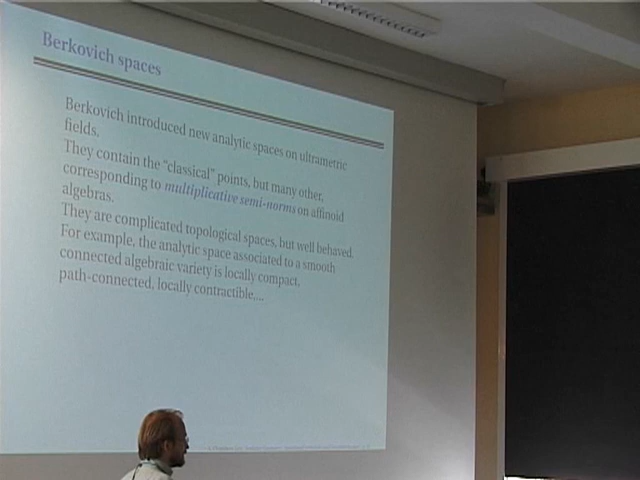 Berkovich spaces
Berkovich introduced new analytic spaces on ultrametric
fields.
They contain the "classical" points, but many other,
corresponding to multiplicative semi-norms on affinoid
algebras.
They are complicated topological spaces, but well behaved.
For example, the analytic space associated to a smooth
connected algebraic variety is locally compact,
path-connected, locally contractible,...